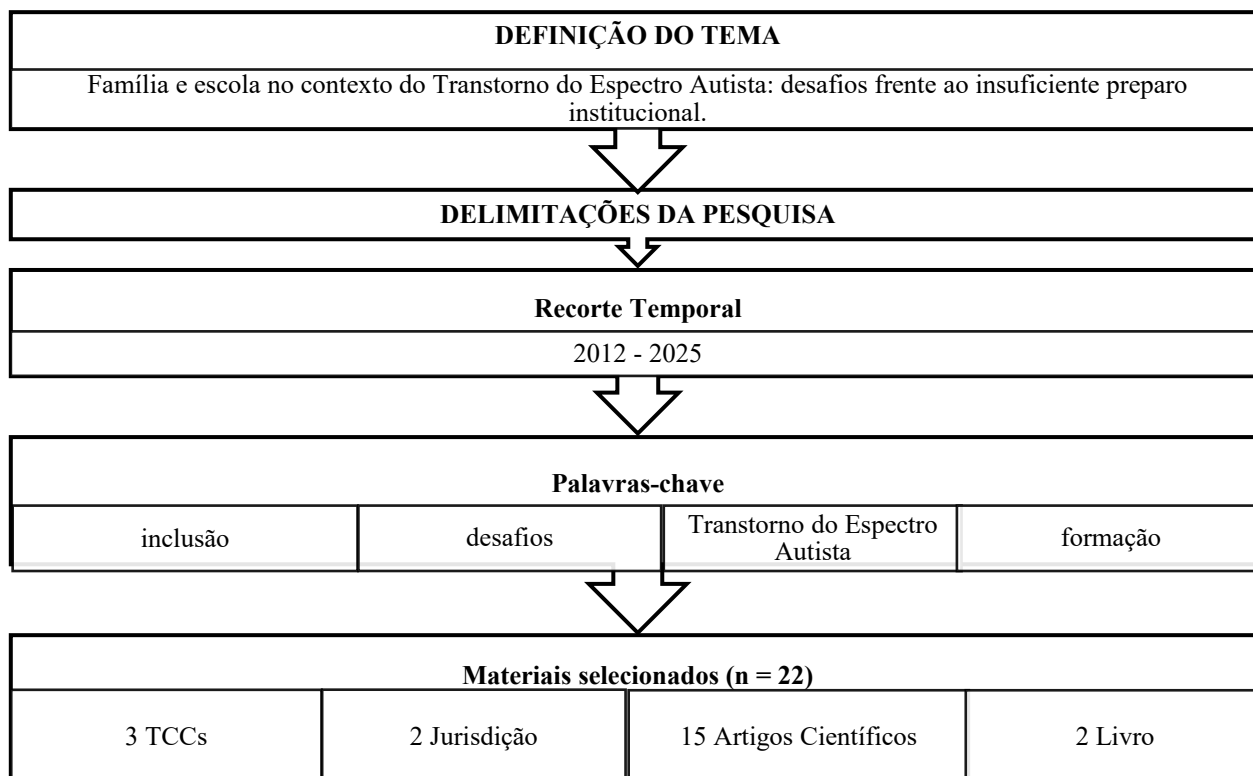 DEFINIÇÃO DO TEMA
Família e escola no contexto do Transtorno do Espectro Autista: desafios frente ao insuficiente preparo
institucional.
DELIMITAÇÕES DA PESQUISA
Recorte Temporal
2012 - 2025
Palavras-chave
inclusão
desafios
Transtorno do Espectro
Autista
formação
Materiais selecionados (n = 22)
3 TCCs
2 Jurisdição
15 Artigos Científicos
2 Livro